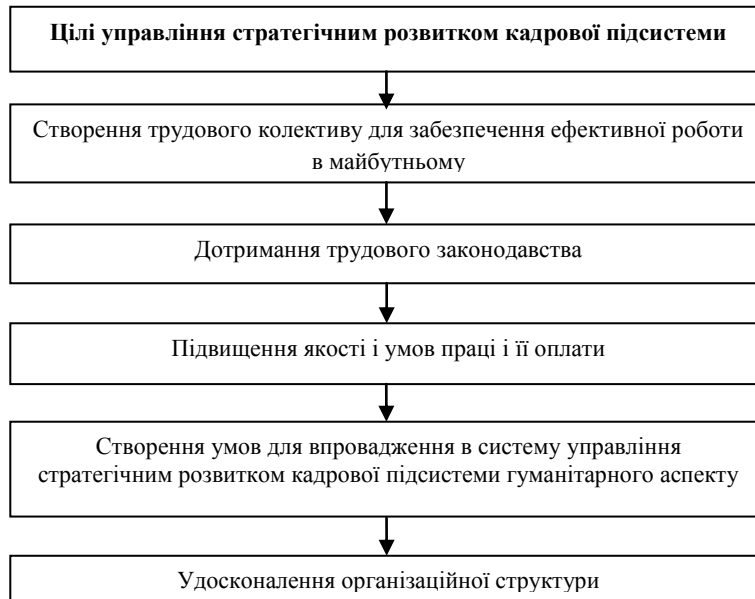 Цілі управління стратегічним розвитком кадрової підсистеми
Створення трудового колективу для забезпечення ефективної роботи
в майбутньому
Дотримання трудового законодавства
Підвищення якості і умов праці і її оплати
Створення умов для впровадження в систему управління
стратегічним розвитком кадрової підсистеми гуманітарного аспекту
Удосконалення організаційної структури